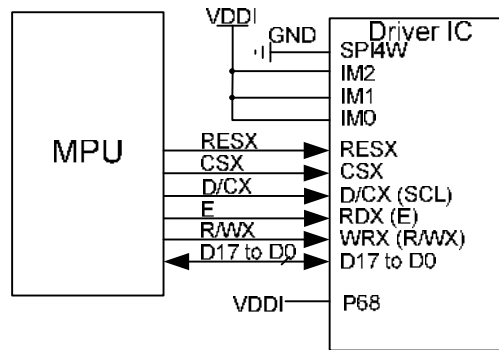 VDDI
Driver IC
GND
SPI4W
IM2
IM1
IM0
MPU
RESX
RESX
CSX
CSX
D/CX
D/CX (SCL)
E
RDX (E)
R/WX
WRX (R/WX)
D17 to D0
D17 to D0
VDDI
P68